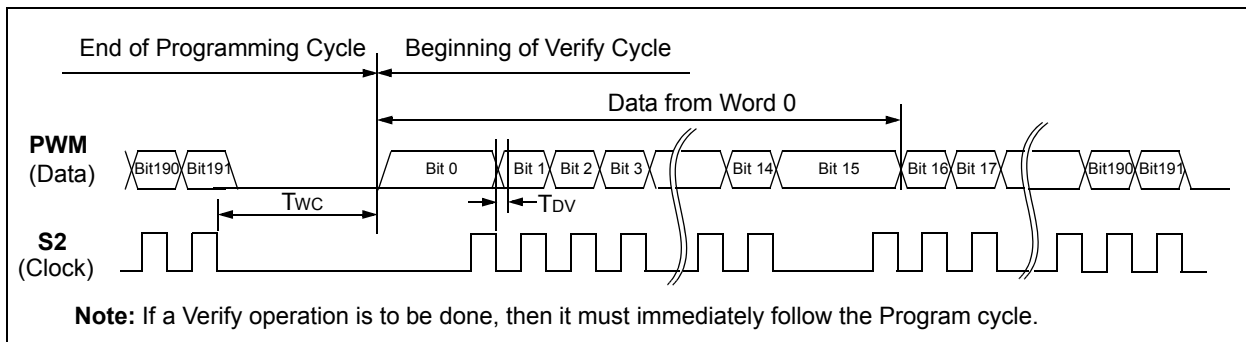 End of Programming Cycle Beginning of Verify Cycle
Data from Word 0
PWM
(Data)
Bit190 Bit191 Bit 0 Bit 1 Bit 2 Bit 3 Bit 14 Bit 15 Bit 16 Bit 17 Bit190 Bit191
TWC TDV
S2
(Clock)
Note: If a Verify operation is to be done, then it must immediately follow the Program cycle.